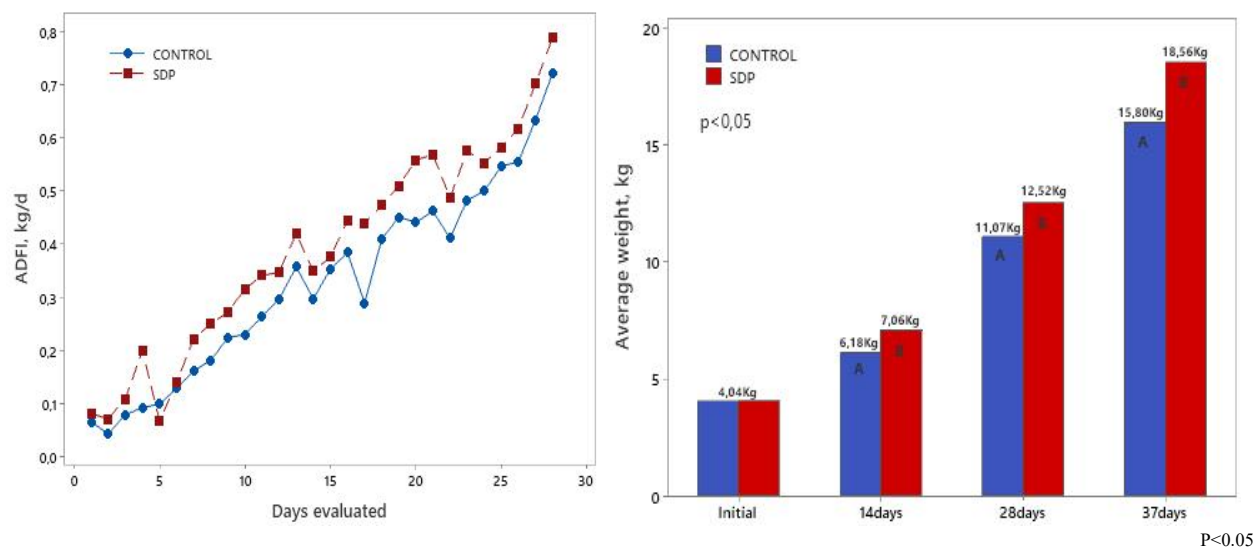 CONTROL
SDP
ADFI, kg/d
0,8
0,7
0,6
0,5
0,4
0,3
0,2
0,1
0,0
0 5 10 15 20 25 30
Days evaluated
CONTROL
SDP
p<0,05
Average weight, kg
20
15
10
5
0
4,04Kg
6,18Kg
A
7,06Kg
B
11,07Kg
A
12,52Kg
B
15,80Kg
A
18,56Kg
B
Initial 14days 28days 37days
P<0.05